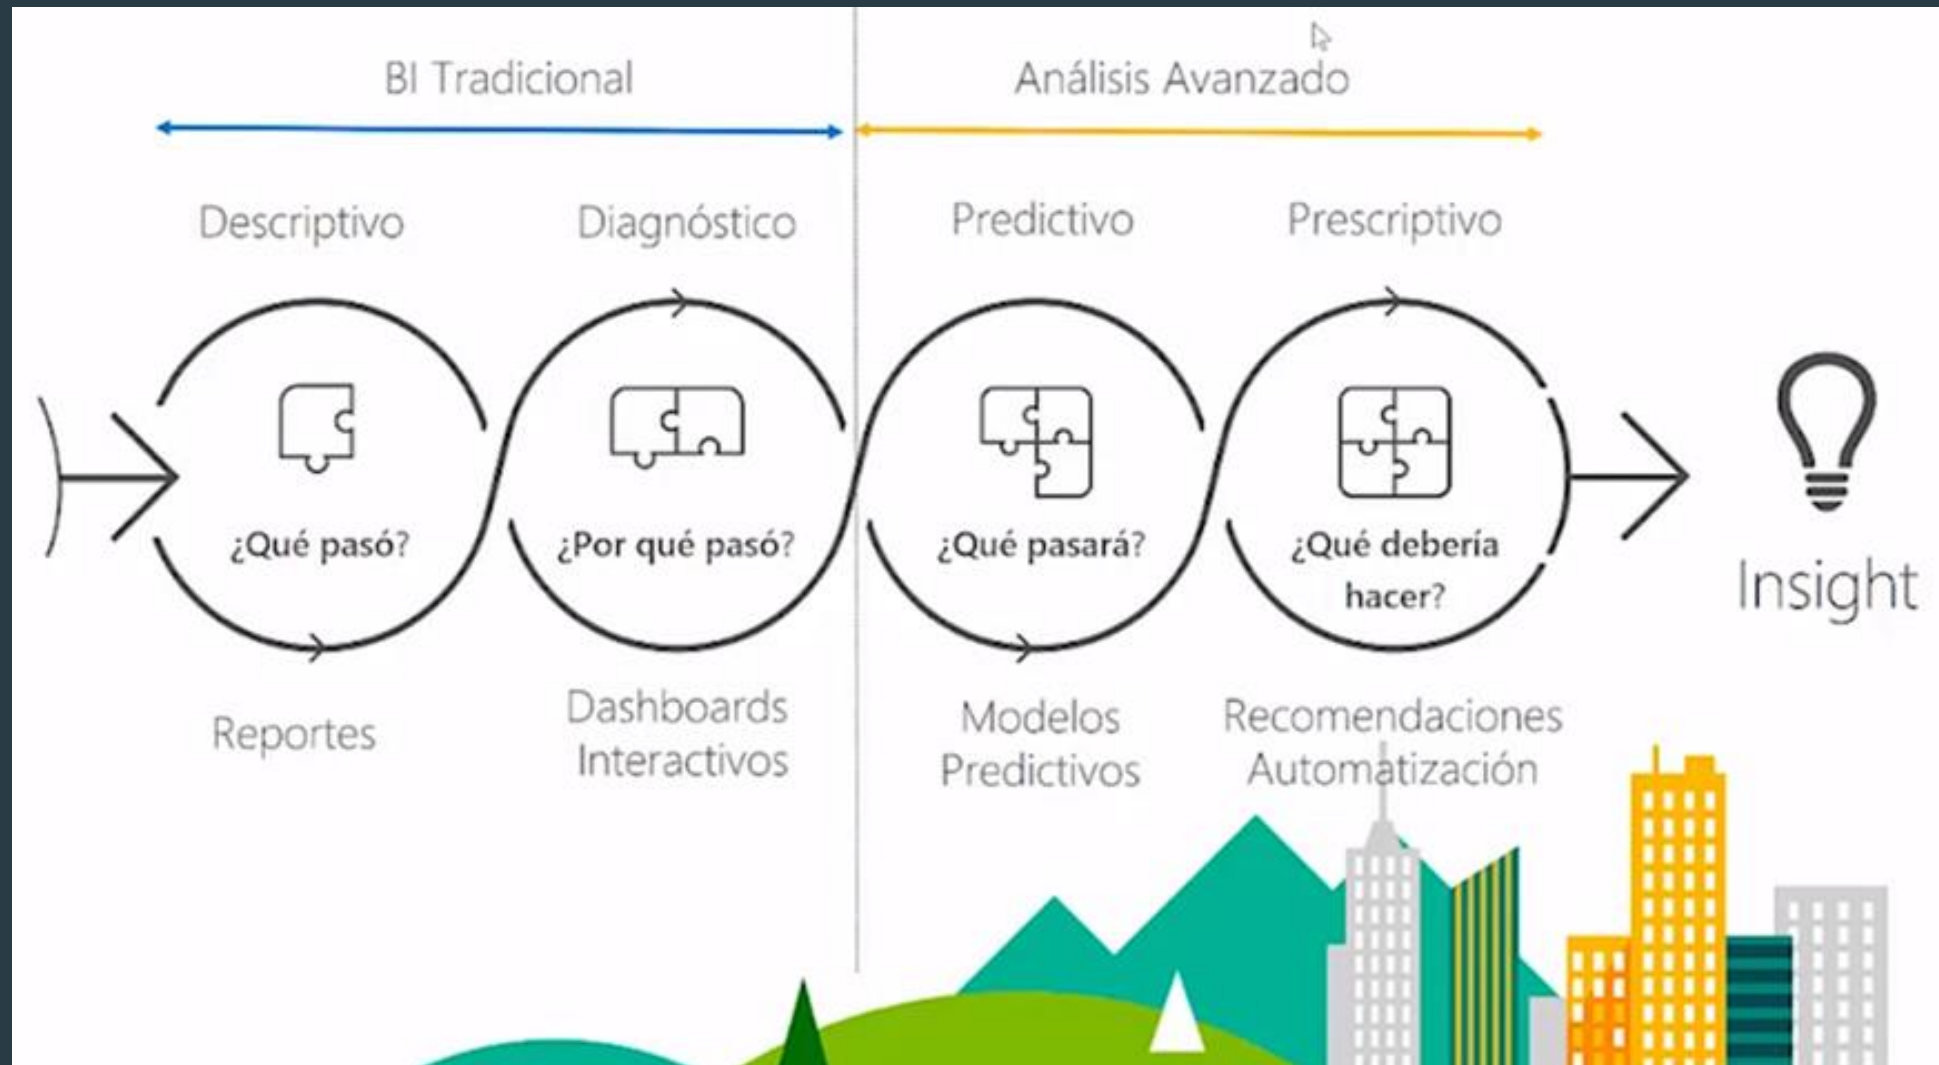 BI Tradicional
Análisis Avanzado
Descriptivo
Diagnóstico
Predictivo
Prescriptivo
¿Qué pasó?
¿Por qué pasó?
¿Qué pasará?
¿Qué debería
hacer?
Insight
Reportes
Dashboards
Interactivos
Modelos
Predictivos
Recomendaciones
Automatización